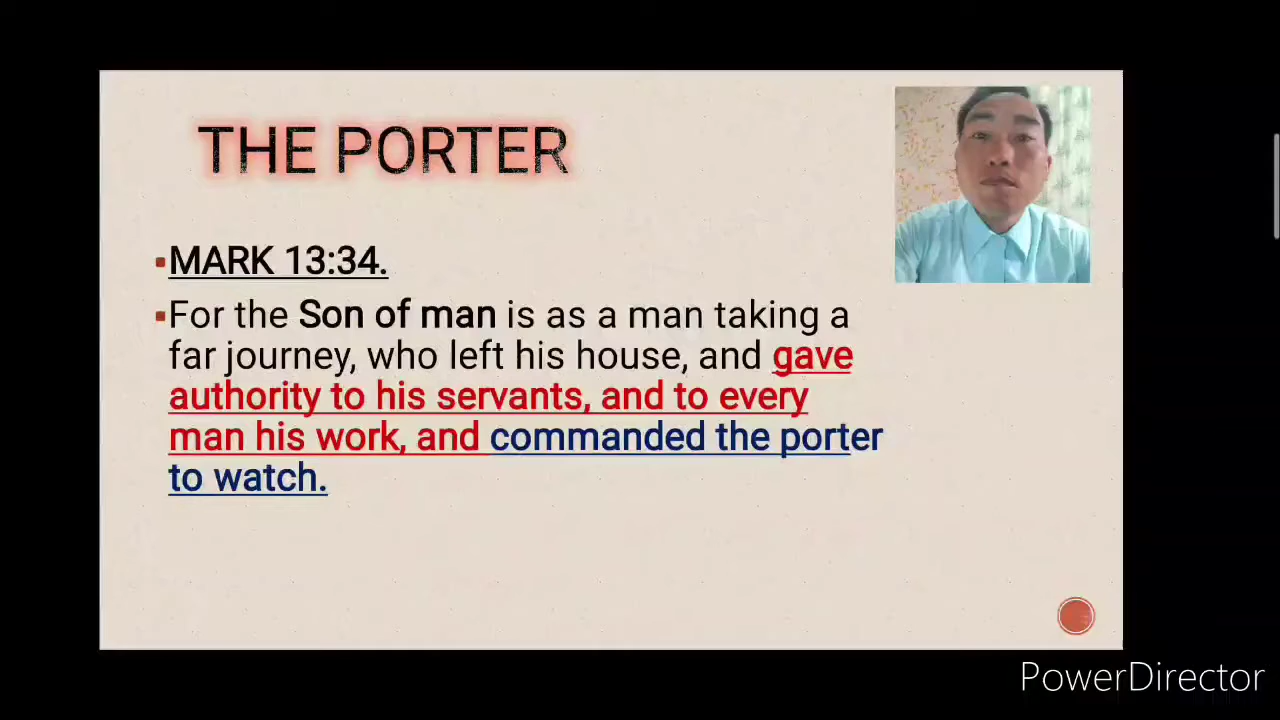 THE PORTER
MARK 13:34.
For the Son of man is as a man taking a
far journey, who left his house, and gave
authority to his servants, and to every
man his work, and commanded the porter
to watch.
PowerDirector